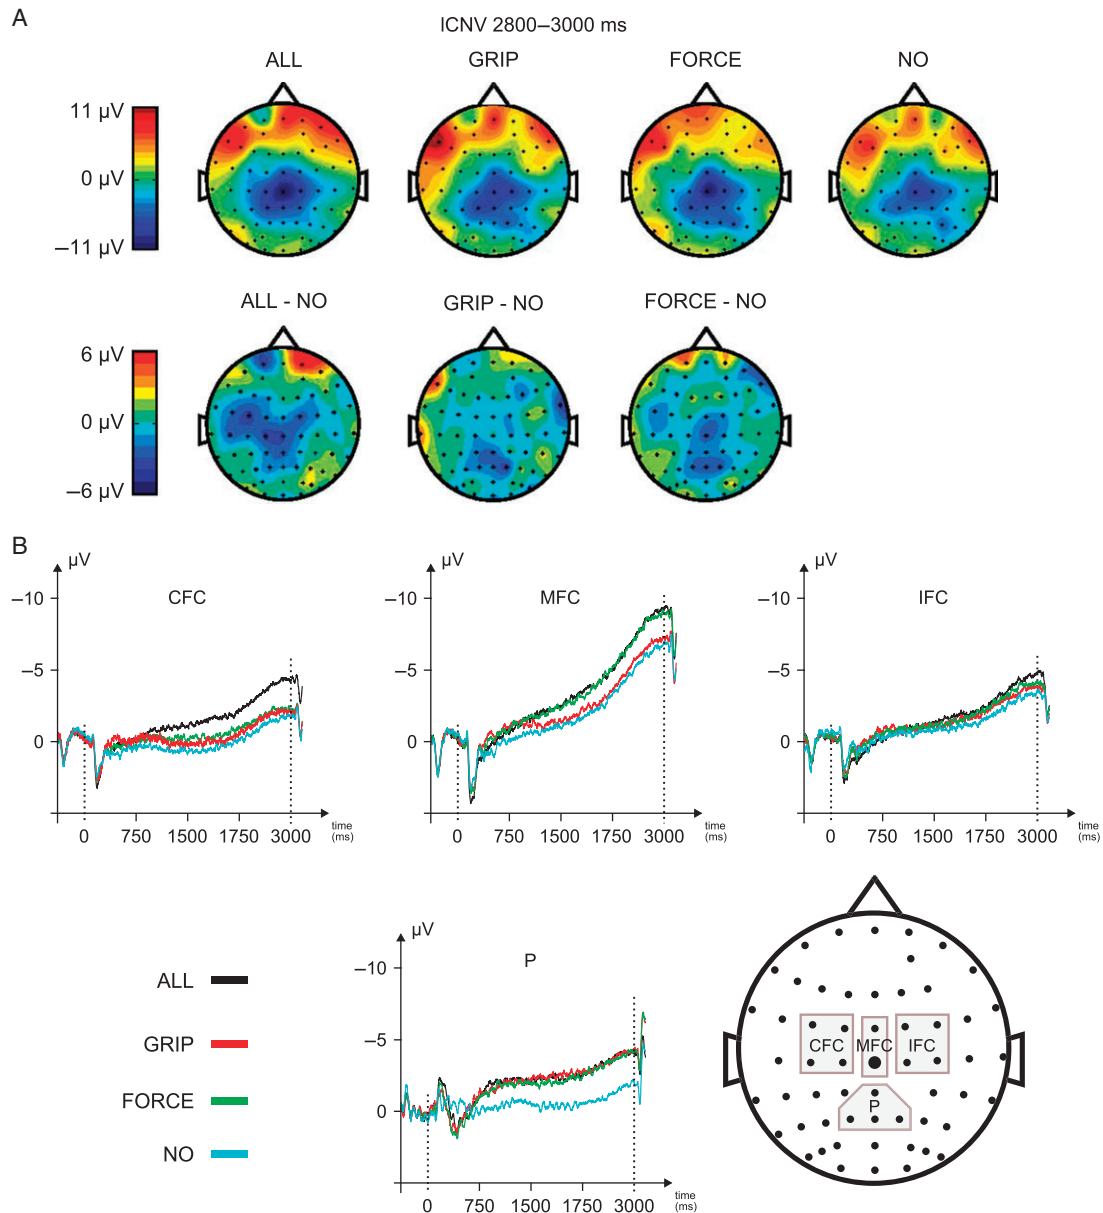 A
lCNV 2800–3000 ms
ALL GRIP FORCE NO
11 µV
0 µV
–11 µV
ALL - NO GRIP - NO FORCE - NO
6 µV
0 µV
–6 µV
B
µV µV µV
CFC MFC IFC
–10 –10 –10
–5 –5 –5
0 0 0
0 750 1500 1750 3000 time (ms) 0 750 1500 1750 3000 time (ms) 0 750 1500 1750 3000 time (ms)
µV
P
–10
–5
0
0 750 1500 1750 3000 time (ms)
ALL
GRIP
FORCE
NO
CFC MFC IFC
P